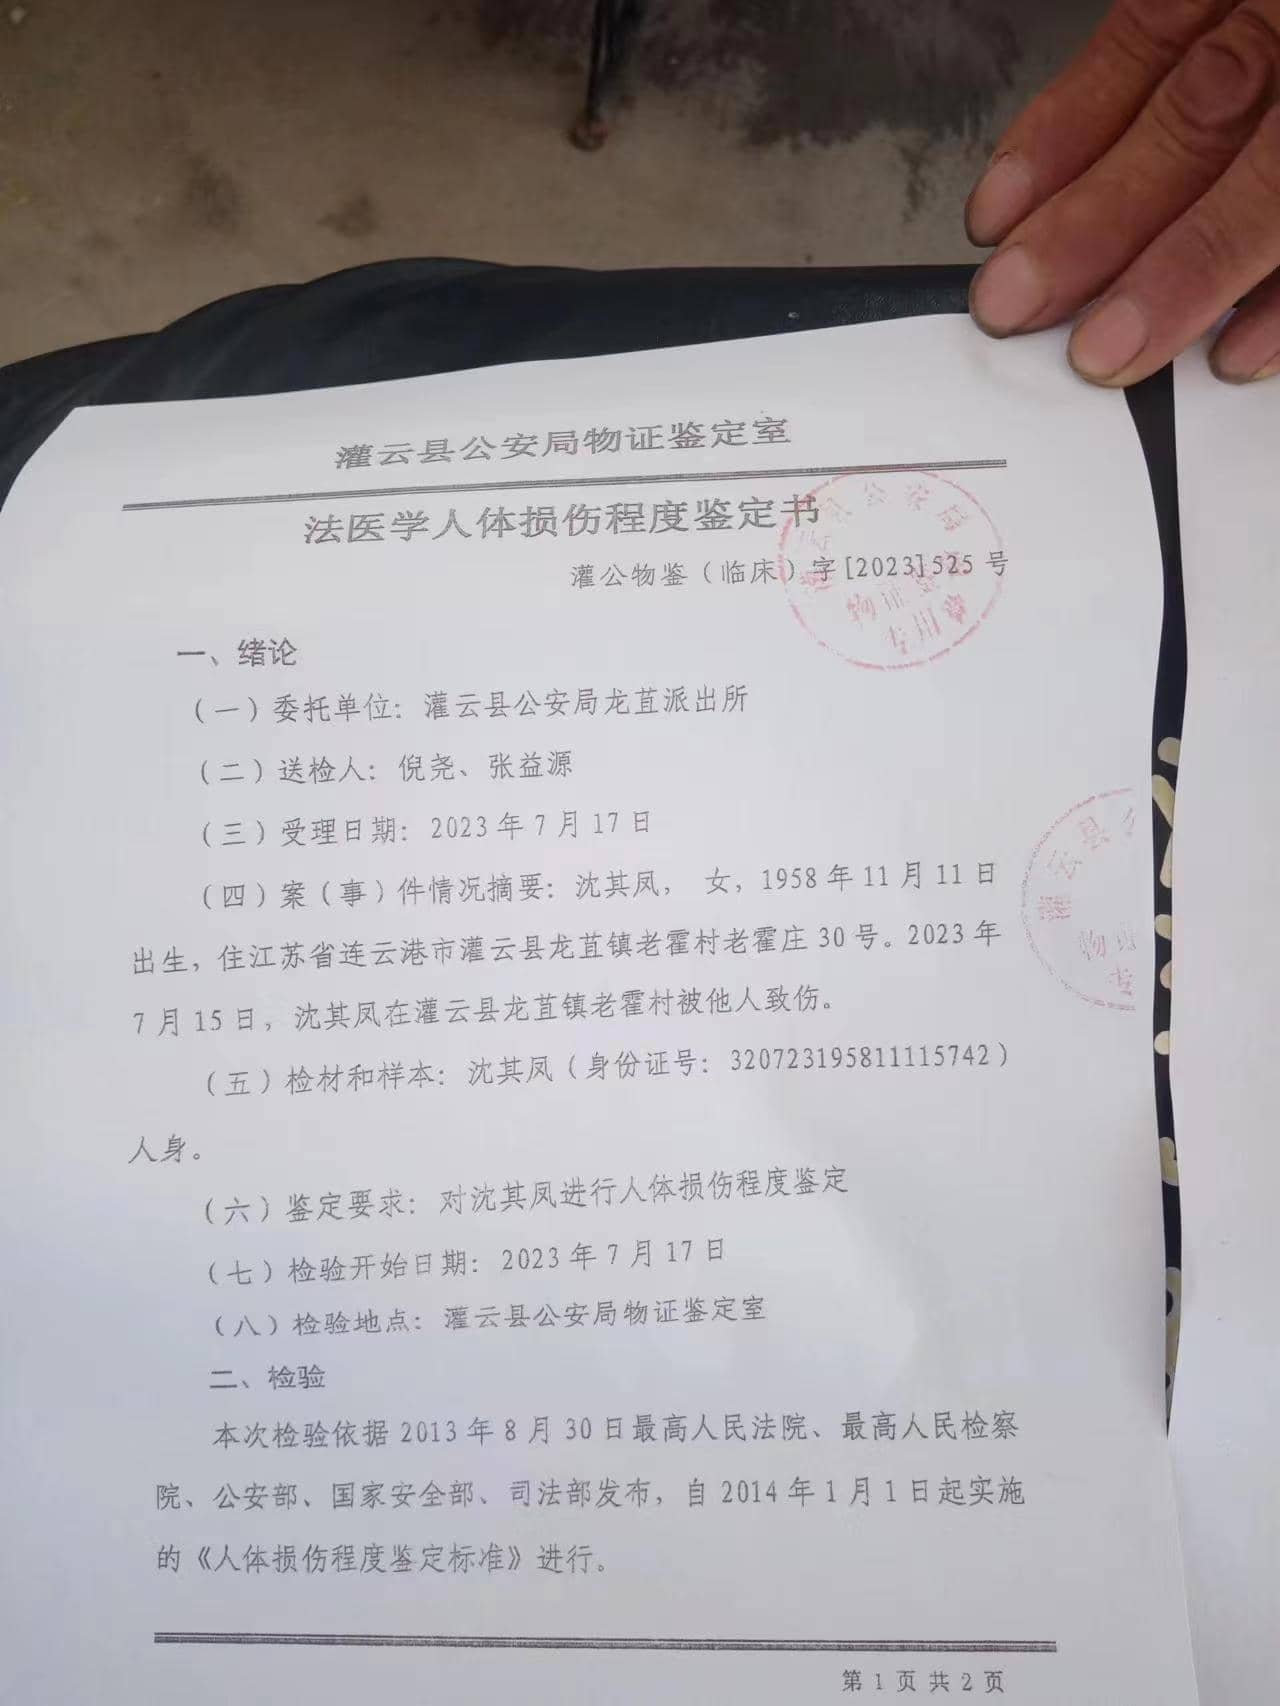 灌云县公安局物证鉴定室
法医学人体损伤程度鉴定书
灌公物鉴（临床）字[2023]525 号
一、绪论
（一）委托单位：灌云县公安局龙苴派出所
（二）送检人：倪尧、张益源
（三）受理日期：2023 年 7 月 17 日
（四）案（事）件情况摘要：沈其凤， 女，1958 年 11 月 11 日
出生，住江苏省连云港市灌云县龙苴镇老霍村老霍庄 30 号。2023 年
7 月 15 日，沈其凤在灌云县龙苴镇老霍村被他人致伤。
（五）检材和样本：沈其凤（身份证号：320723195811115742）
人身。
（六）鉴定要求：对沈其凤进行人体损伤程度鉴定
（七）检验开始日期：2023 年 7 月 17 日
（八）检验地点：灌云县公安局物证鉴定室
二、检验
本次检验依据 2013 年 8 月 30 日最高人民法院、最高人民检察
院、公安部、国家安全部、司法部发布，自 2014 年 1 月 1 日起实施
的《人体损伤程度鉴定标准》进行。
第 1 页 共 2 页
专用章
灌云县公
物证
专